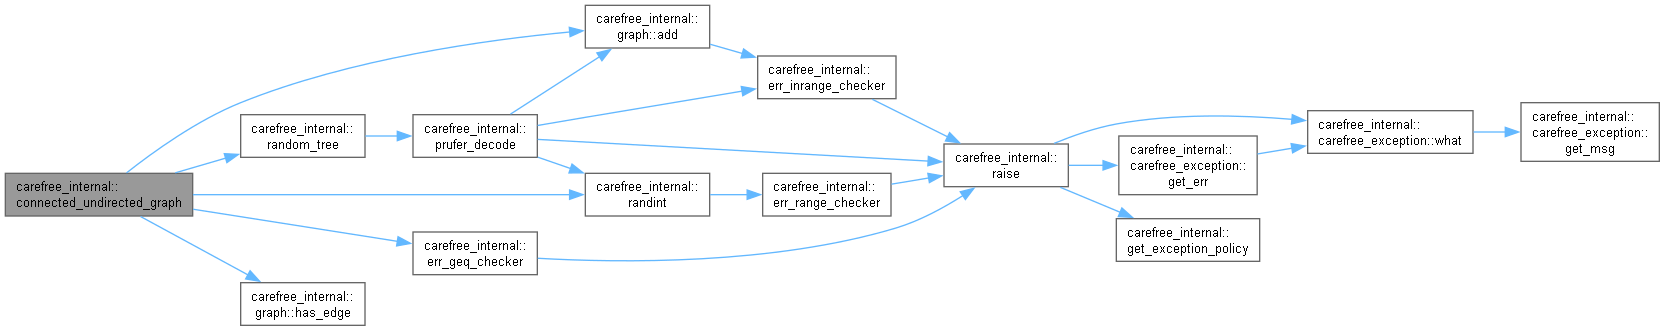 carefree_internal::
connected_undirected_graph
carefree_internal::
random_tree
carefree_internal::
graph::has_edge
carefree_internal::
prufer_decode
carefree_internal::
err_geq_checker
carefree_internal::
graph::add
carefree_internal::
randint
carefree_internal::
err_inrange_checker
carefree_internal::
err_range_checker
carefree_internal::
raise
carefree_internal::
carefree_exception::
get_err
carefree_internal::
get_exception_policy
carefree_internal::
carefree_exception::what
carefree_internal::
carefree_exception::
get_msg